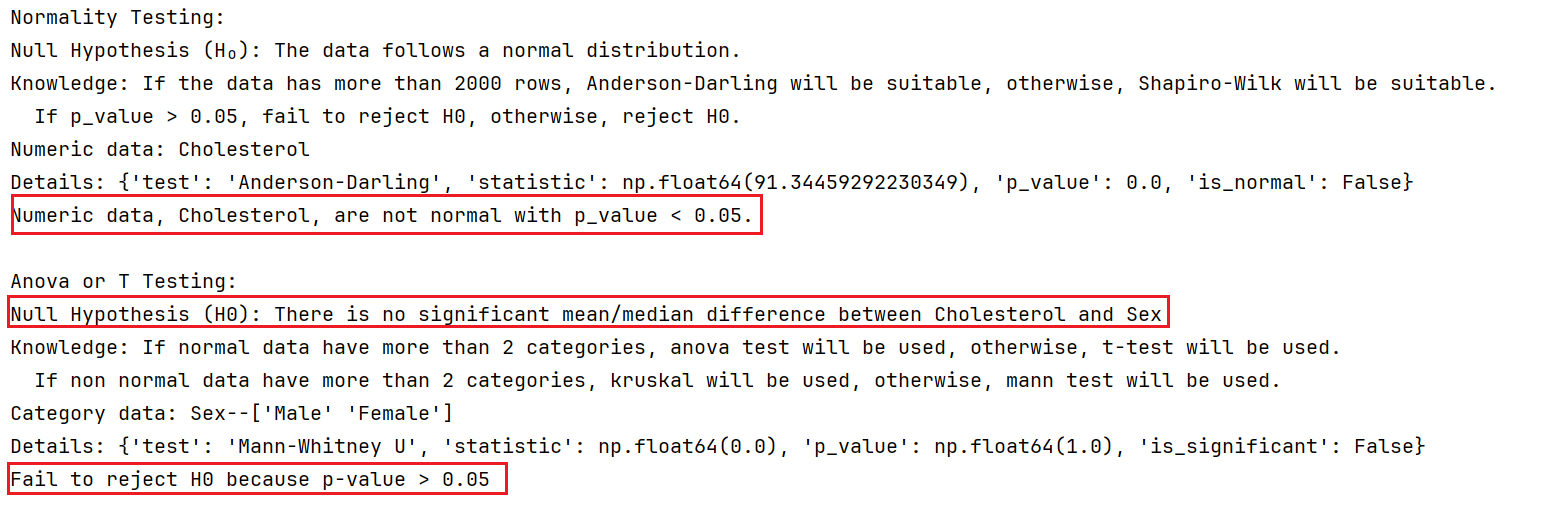 Normality Testing:
Null Hypothesis (H₀): The data follows a normal distribution.
Knowledge: If the data has more than 2000 rows, Anderson-Darling will be suitable, otherwise, Shapiro-Wilk will be suitable.
  If p_value > 0.05, fail to reject H0, otherwise, reject H0.
Numeric data: Cholesterol
Details: {'test': 'Anderson-Darling', 'statistic': np.float64(91.34459292230349), 'p_value': 0.0, 'is_normal': False}
Numeric data, Cholesterol, are not normal with p_value < 0.05.

Anova or T Testing:
Null Hypothesis (H0): There is no significant mean/median difference between Cholesterol and Sex
Knowledge: If normal data have more than 2 categories, anova test will be used, otherwise, t-test will be used.
  If non normal data have more than 2 categories, kruskal will be used, otherwise, mann test will be used.
Category data: Sex--['Male' 'Female']
Details: {'test': 'Mann-Whitney U', 'statistic': np.float64(0.0), 'p_value': np.float64(1.0), 'is_significant': False}
Fail to reject H0 because p-value > 0.05